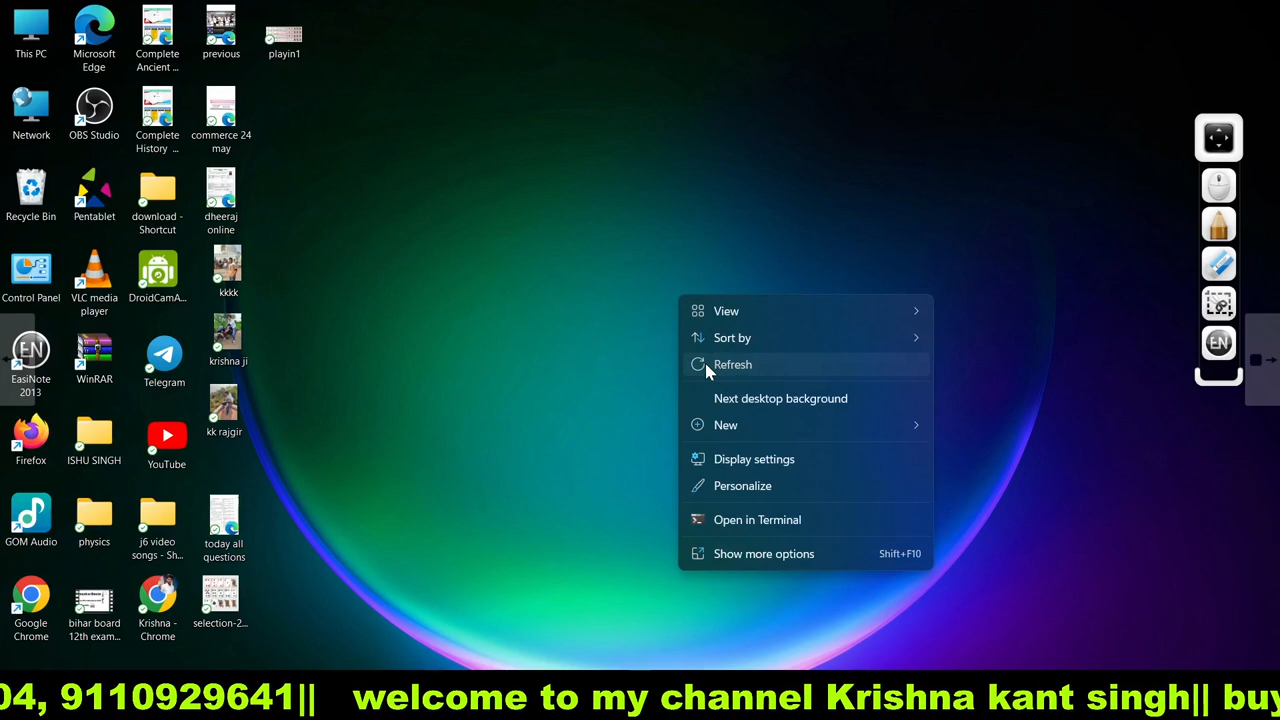 This PC
Microsoft
Edge
Complete
Ancient ...
previous
playin1
Network
OBS Studio
Complete
History ...
commerce 24
may
Recycle Bin
Pentablet
download -
Shortcut
dheeraj
online
Control Panel
VLC media
player
DroidCamA...
kkkk
EN
EasiNote
2013
WinRAR
Telegram
krishna ji
Firefox
ISHU SINGH
YouTube
kk rajgir
GOM Audio
physics
j6 video
songs - Sh...
today all
questions
Google
Chrome
bihar board
12th exam...
Krishna -
Chrome
selection-2...
View
Sort by
Refresh
Next desktop background
New
Display settings
Personalize
Open in Terminal
Show more options Shift+F10
EN
04, 9110929641|| welcome to my channel Krishna kant singh|| buy